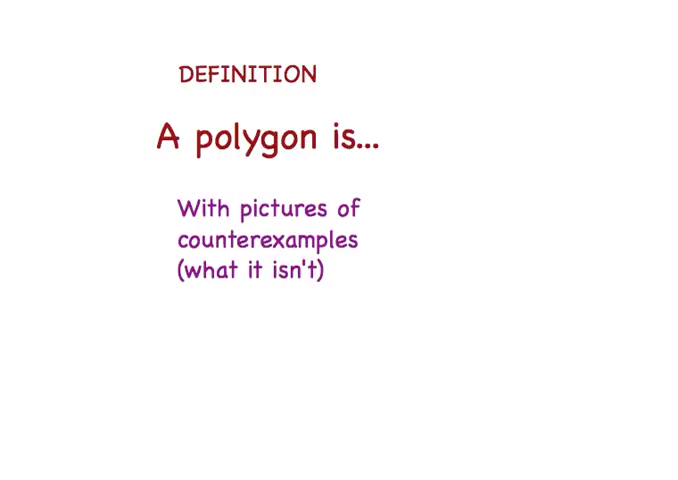 DEFINITION
A polygon is...
With pictures of
counterexamples
(what it isn't)